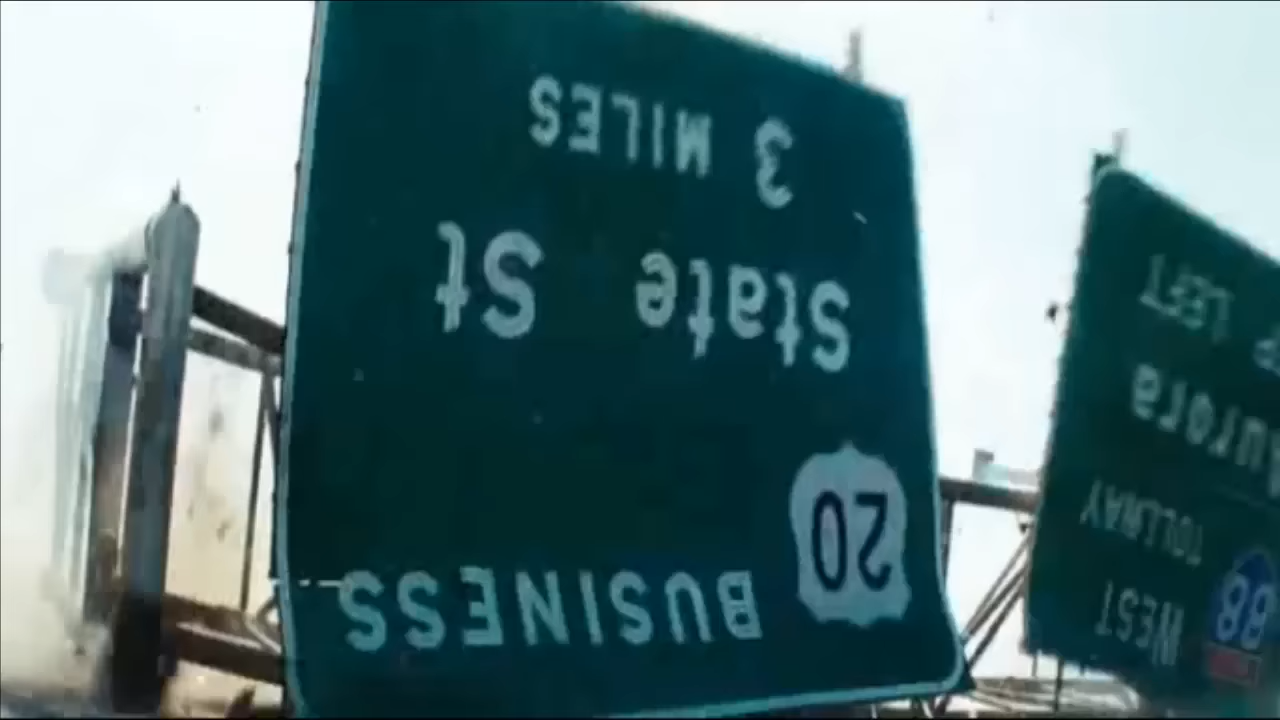 88 WEST
TOLLWAY
Aurora
LEFT
20 BUSINESS
State St
3 MILES